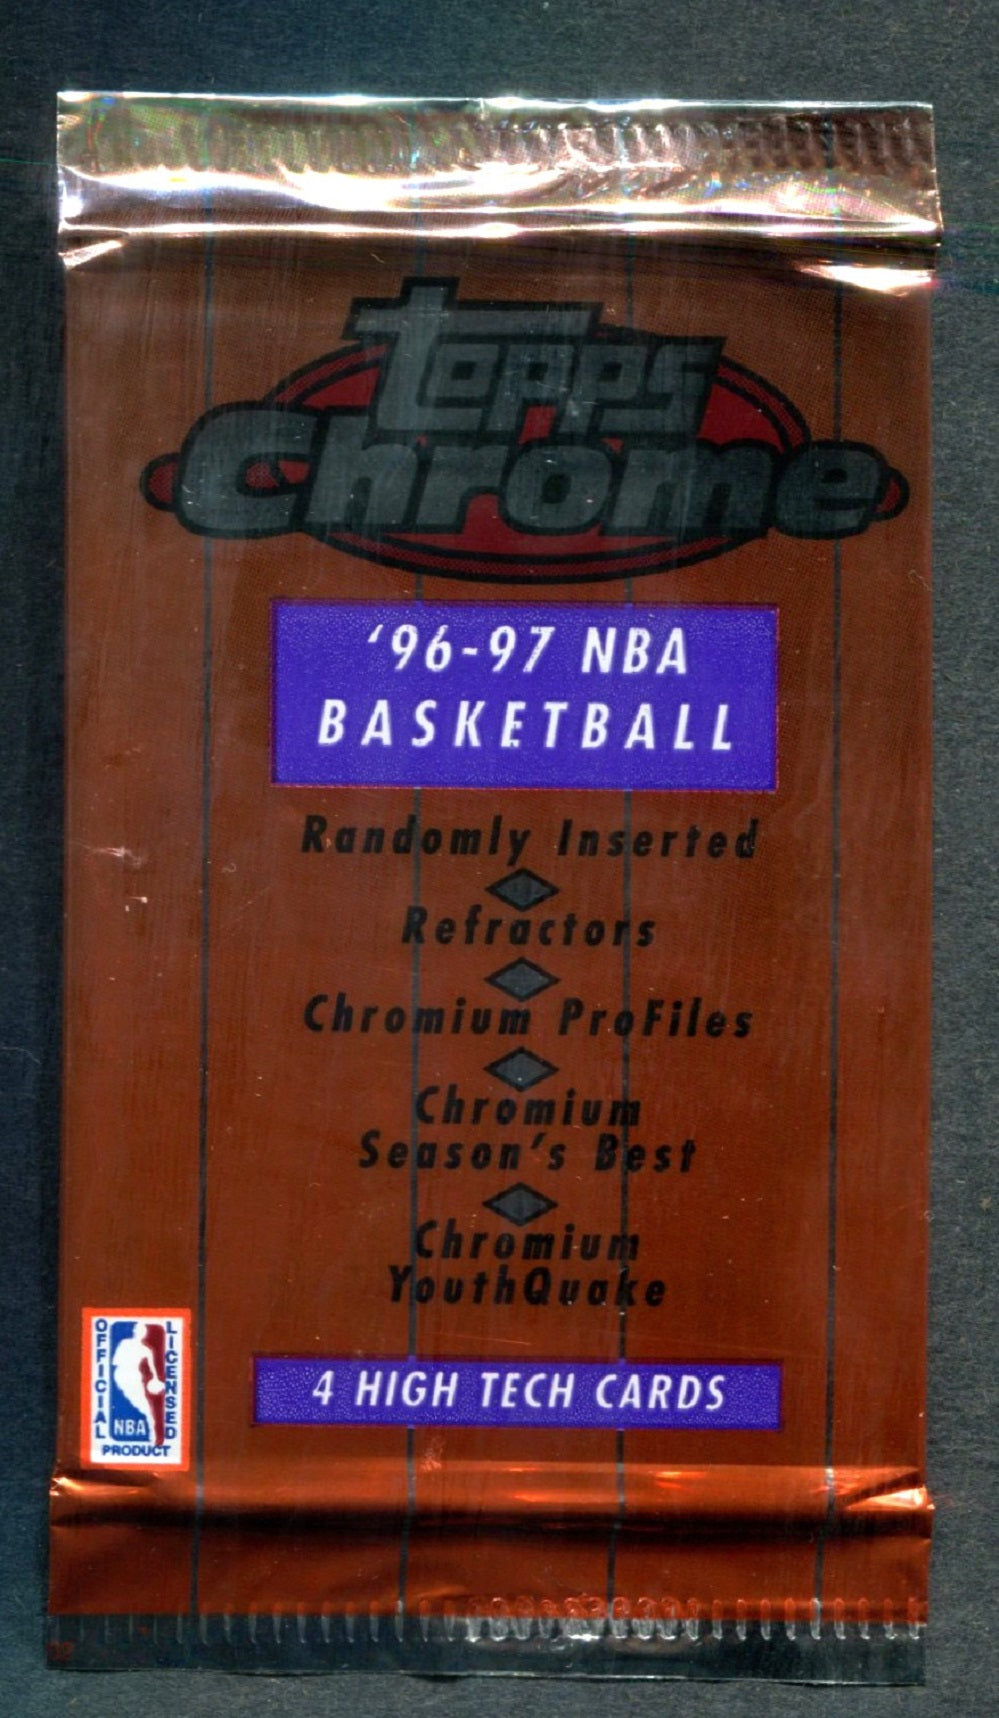 Topps
Chrome
'96-97 NBA
BASKETBALL
Randomly Inserted
Refractors
Chromium ProFiles
Chromium
Season's Best
Chromium
YouthQuake
OFFICIAL
LICENSED
NBA
PRODUCT
4 HIGH TECH CARDS